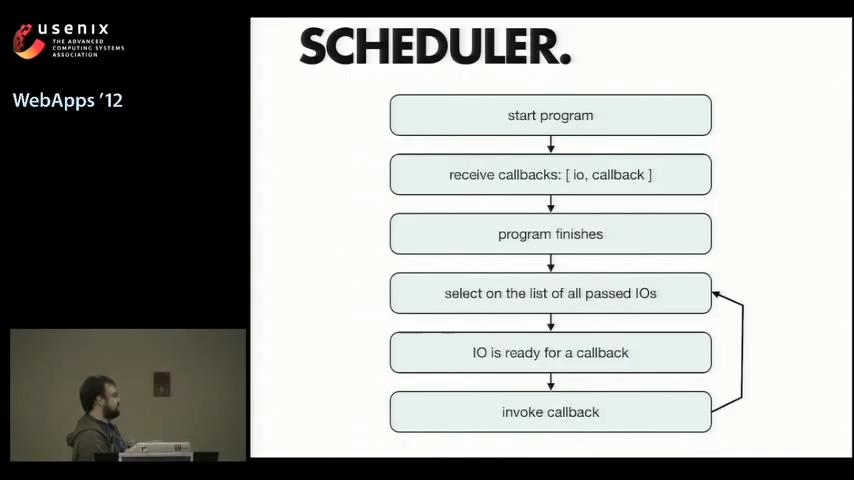 usenix
THE ADVANCED
COMPUTING SYSTEMS
ASSOCIATION
WebApps '12
SCHEDULER.
start program
receive callbacks: [ io, callback ]
program finishes
select on the list of all passed IOs
IO is ready for a callback
invoke callback